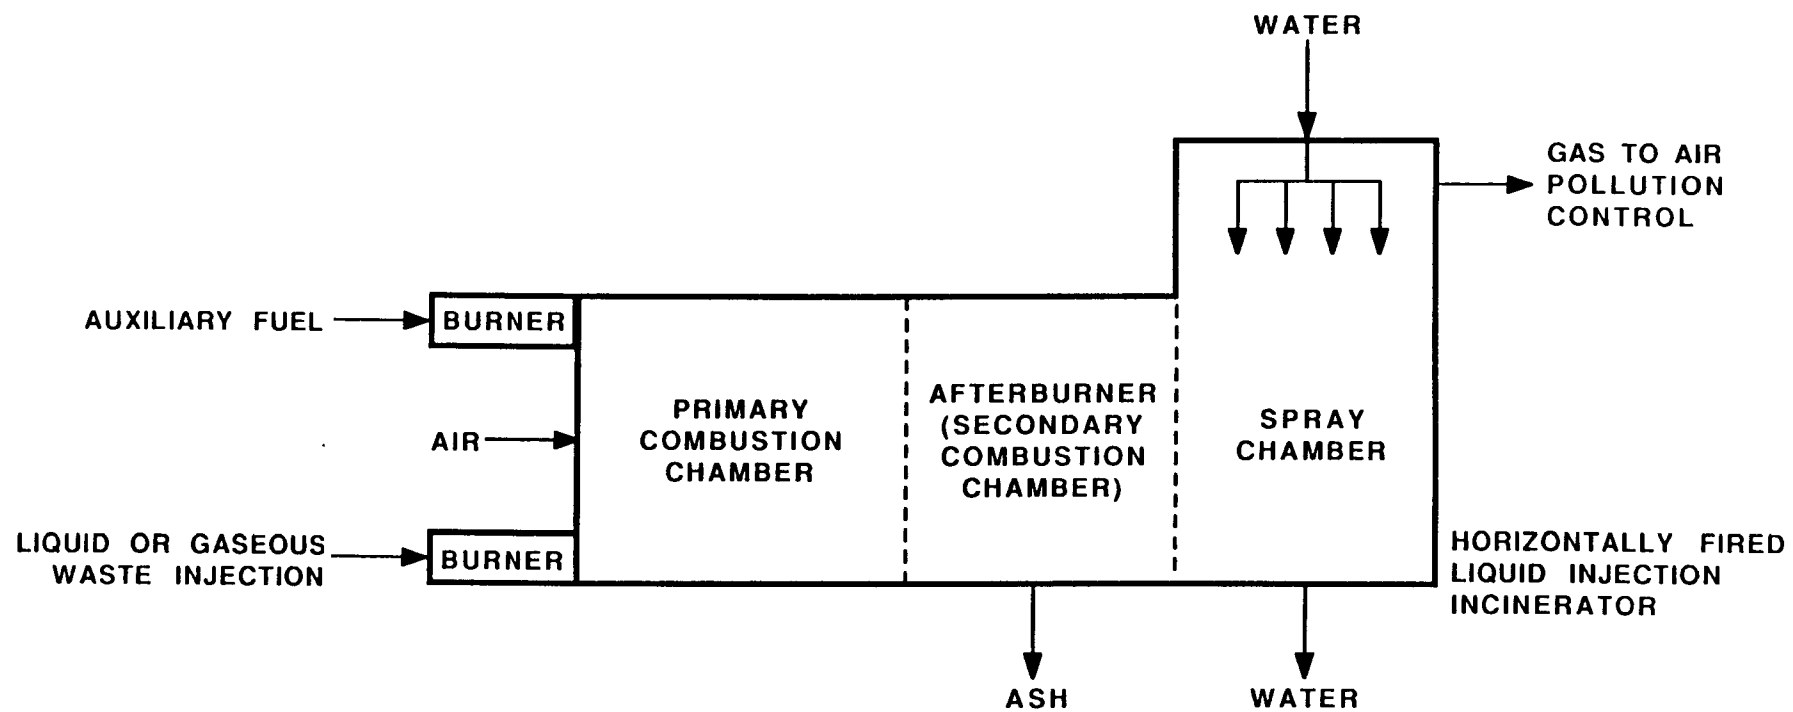 WATER
GAS TO AIR
POLLUTION
CONTROL
AUXILIARY FUEL
BURNER
PRIMARY
COMBUSTION
CHAMBER
AFTERBURNER
(SECONDARY
COMBUSTION
CHAMBER)
SPRAY
CHAMBER
AIR
LIQUID OR GASEOUS
WASTE INJECTION
BURNER
HORIZONTALLY FIRED
LIQUID INJECTION
INCINERATOR
ASH
WATER